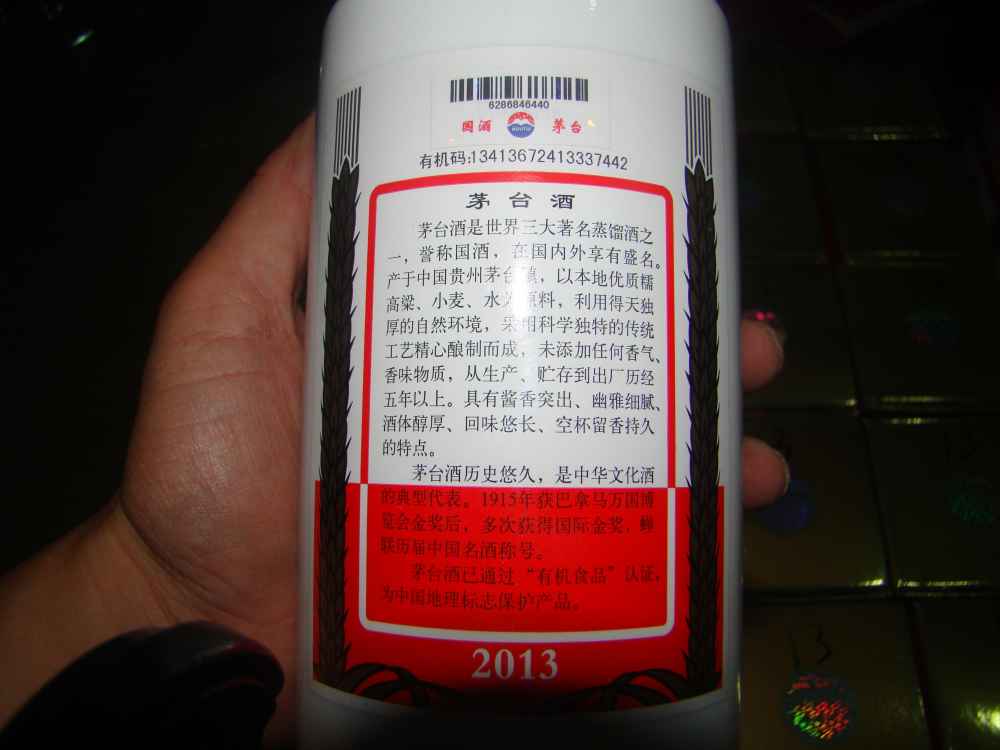 6286846440
国酒 茅台
有机码:13413672413337442
茅台酒
茅台酒是世界三大著名蒸馏酒之
一，誉称国酒，在国内外享有盛名。
产于中国贵州茅台镇，以本地优质糯
高粱、小麦、水为原料，利用得天独
厚的自然环境，采用科学独特的传统
工艺精心酿制而成，未添加任何香气、
香味物质，从生产、贮存到出厂历经
五年以上。具有酱香突出、幽雅细腻、
酒体醇厚、回味悠长、空杯留香持久
的特点。
茅台酒历史悠久，是中华文化酒
的典型代表。1915年获巴拿马万国博
览会金奖后，多次获得国际金奖，蝉
联历届中国名酒称号。
茅台酒已通过“有机食品”认证，
为中国地理标志保护产品。
2013
13